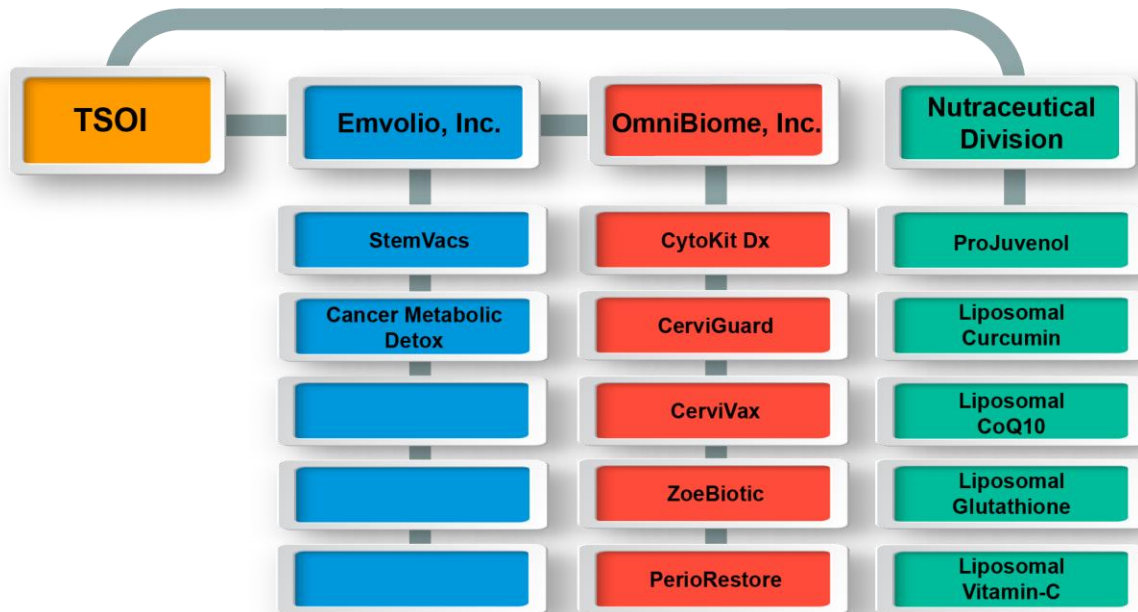 TSOI
Emvolio, Inc.
OmniBiome, Inc.
Nutraceutical
Division
StemVacs
CytoKit Dx
ProJuvenol
Cancer Metabolic
Detox
CerviGuard
Liposomal
Curcumin
CerviVax
Liposomal
CoQ10
ZoeBiotic
Liposomal
Glutathione
PerioRestore
Liposomal
Vitamin-C